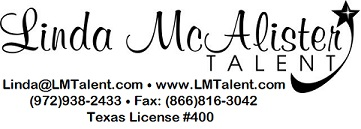 Linda McAlister
TALENT
Linda@LMTalent.com • www.LMTalent.com
(972)938-2433 • Fax: (866)816-3042
Texas License #400